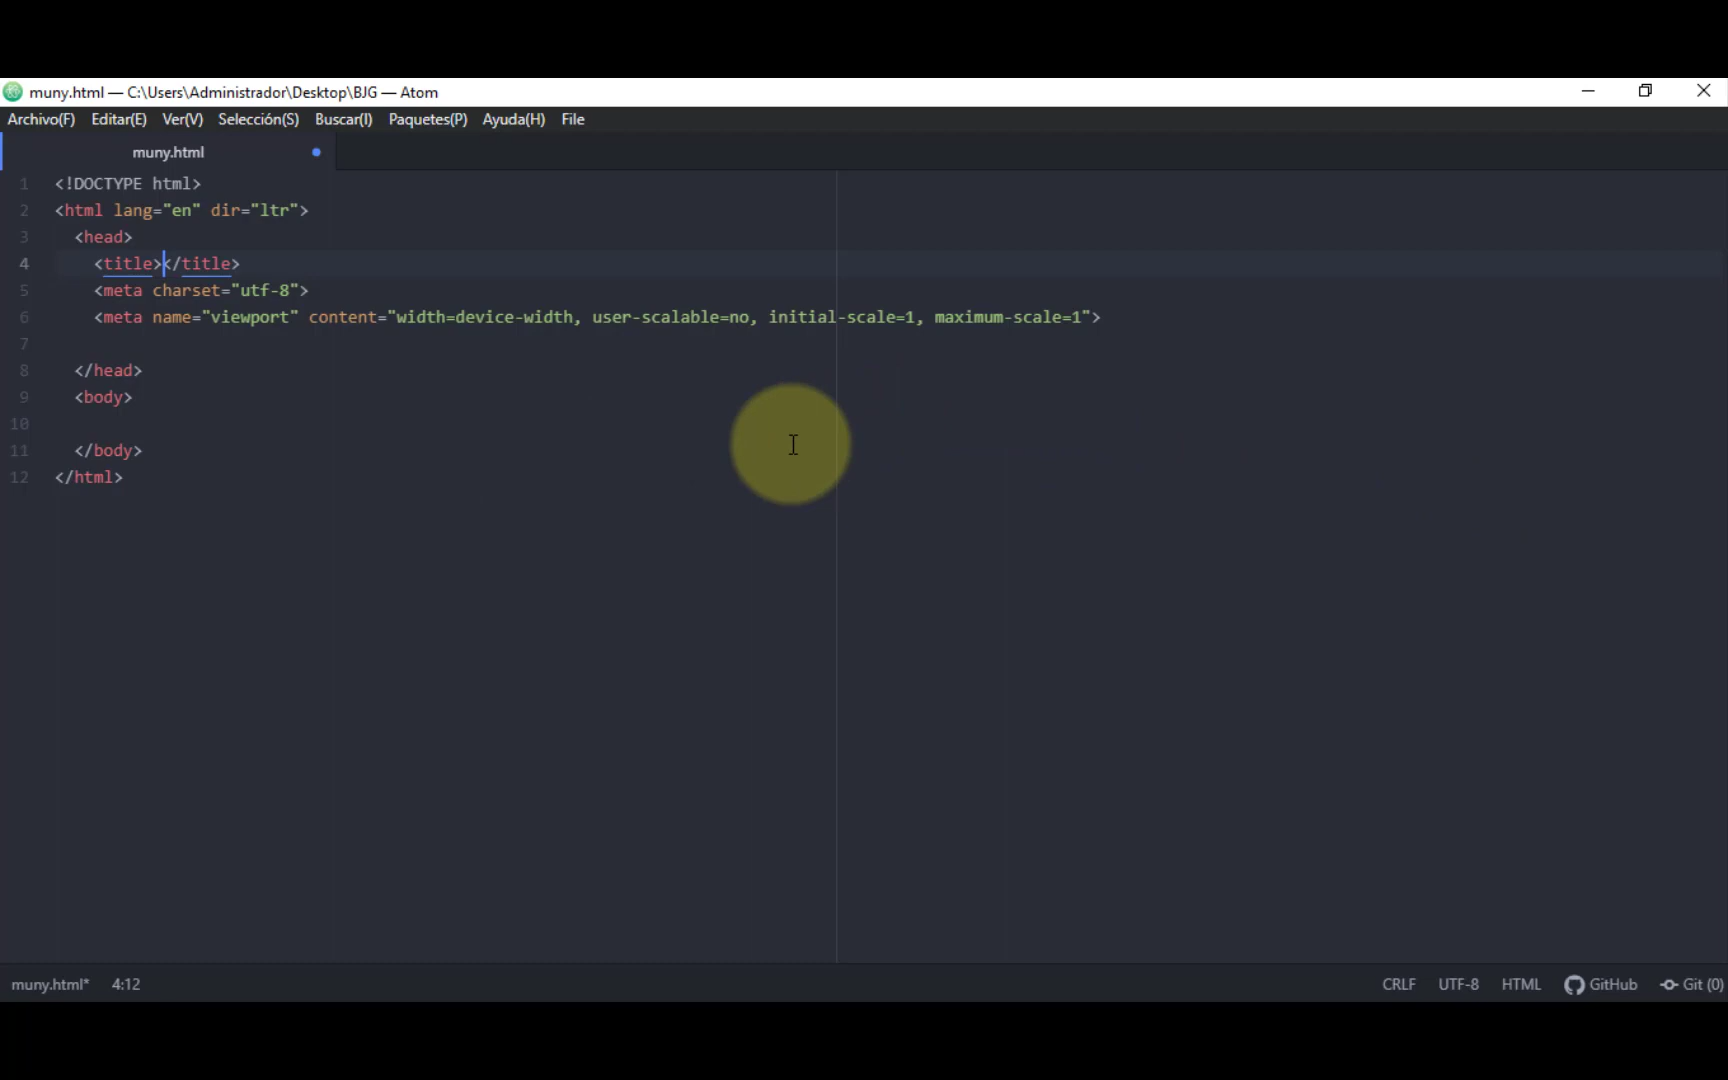 muny.html — C:\Users\Administrador\Desktop\BJG — Atom
Archivo(F) Editar(E) Ver(V) Selección(S) Buscar(I) Paquetes(P) Ayuda(H) File
muny.html
1 <!DOCTYPE html>
2 <html lang="en" dir="ltr">
3 <head>
4 <title></title>
5 <meta charset="utf-8">
6 <meta name="viewport" content="width=device-width, user-scalable=no, initial-scale=1, maximum-scale=1">
7
8 </head>
9 <body>
10
11 </body>
12 </html>
muny.html* 4:12 CRLF UTF-8 HTML GitHub Git (0)